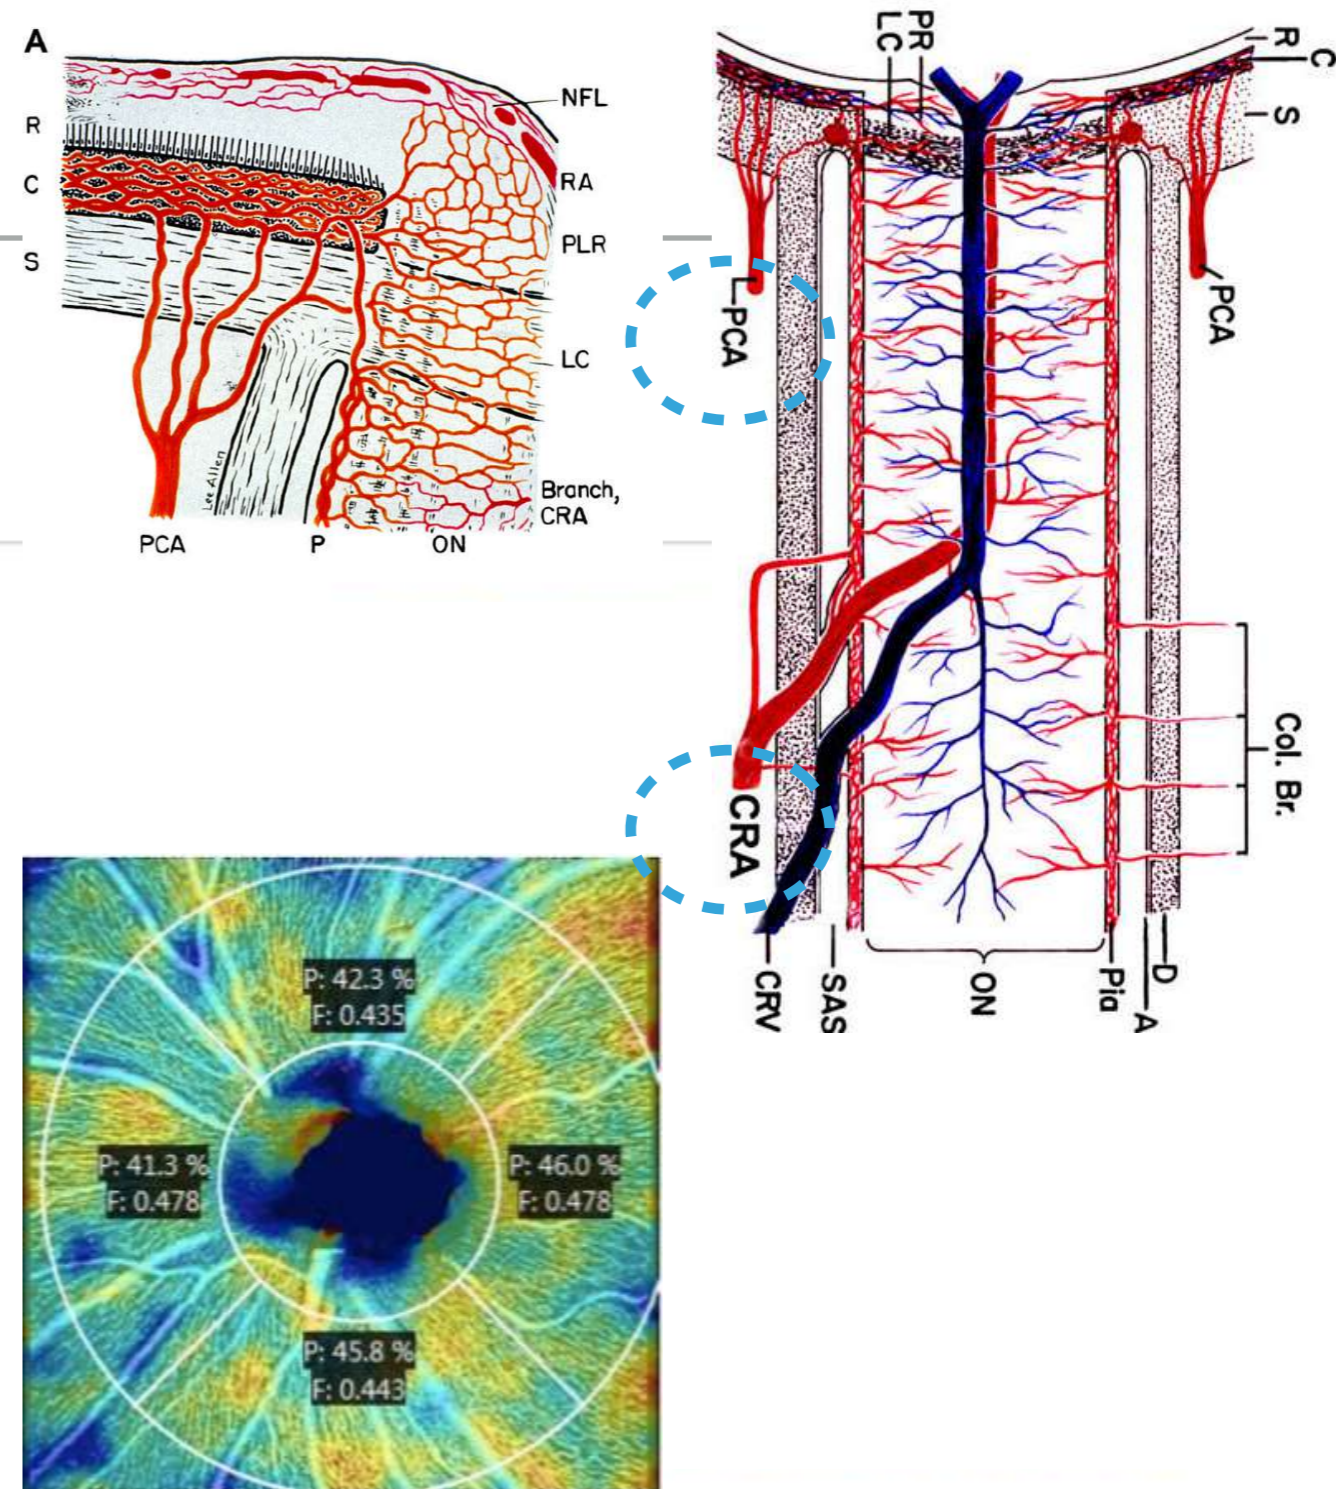 A
NFL
R
RA
C
PLR
S
LC
Lee Allen
Branch,
CRA
PCA
P
ON
PR
LC
R
C
S
PCA
PCA
Col. Br.
CRA
CRV
SAS
ON
Pia
A
D
P: 42.3 %
F: 0.435
P: 41.3 %
F: 0.478
P: 46.0 %
F: 0.478
P: 45.8 %
F: 0.443